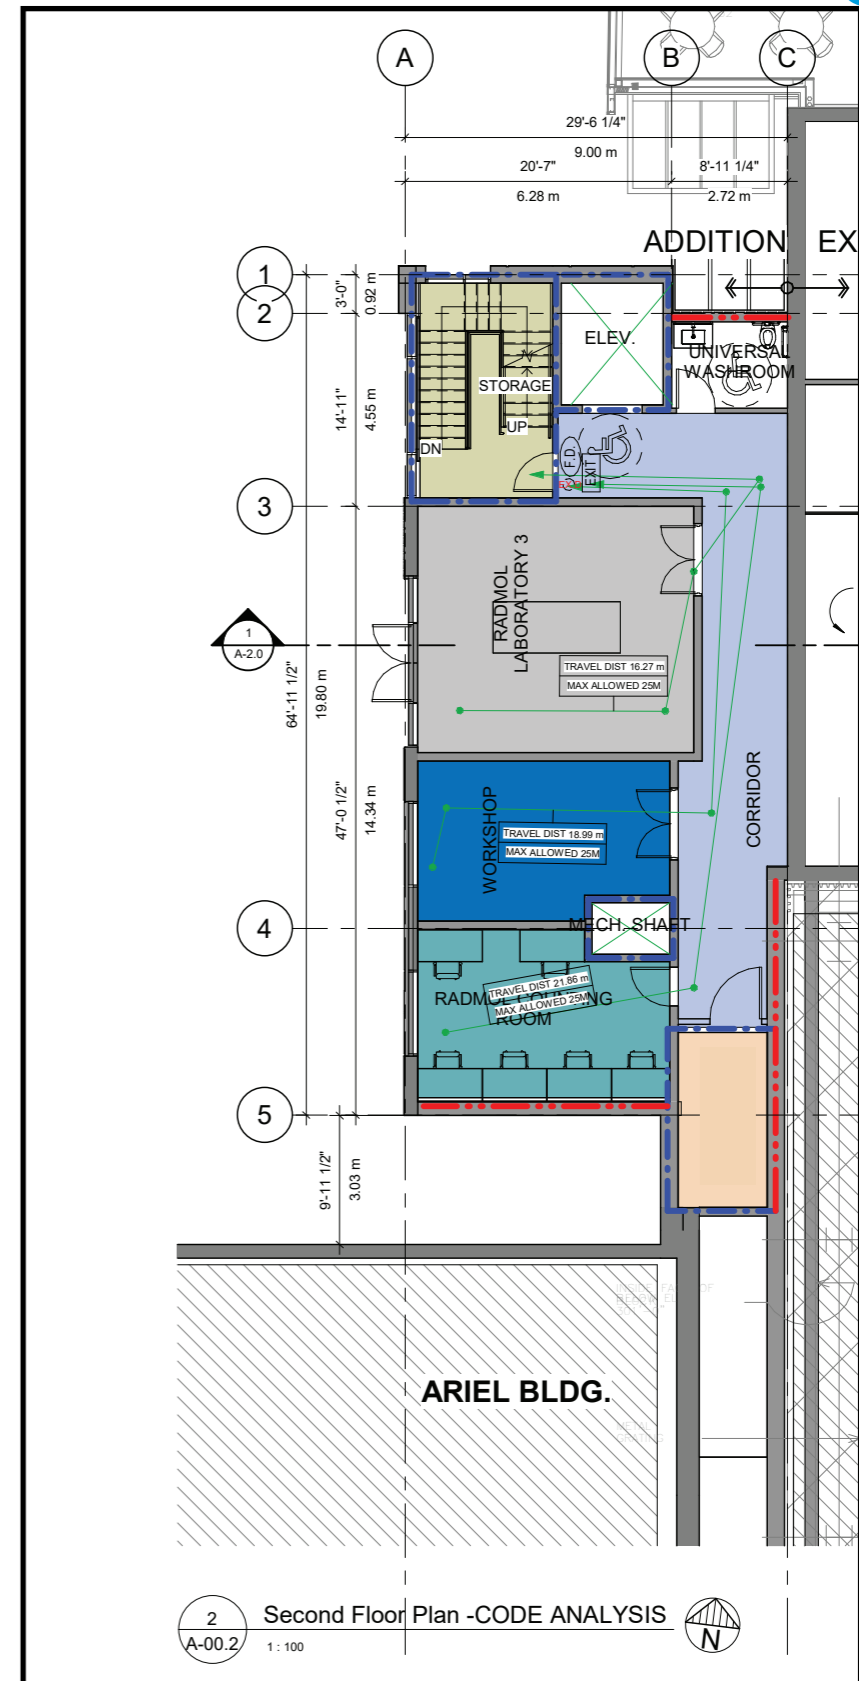 A
B
C
29'-6 1/4"
9.00 m
20'-7"
8'-11 1/4"
6.28 m
2.72 m
ADDITION EX
1
2
3
4
5
3'-0"
0.92 m
14'-11"
4.55 m
64'-11 1/2"
19.80 m
47'-0 1/2"
14.34 m
9'-11 1/2"
3.03 m
ELEV.
UNIVERSAL
WASHROOM
STORAGE
UP
DN
F.D.
EXIT
RADMOL
LABORATORY 3
1
A-2.0
TRAVEL DIST 16.27 m
MAX ALLOWED 25M
CORRIDOR
WORKSHOP
TRAVEL DIST 18.99 m
MAX ALLOWED 25M
MECH. SHAFT
TRAVEL DIST 21.86 m
MAX ALLOWED 25M
RADMOL COUNTING
ROOM
METAL
GRATING
ARIEL BLDG.
2
A-00.2
Second Floor Plan -CODE ANALYSIS
1 : 100
N